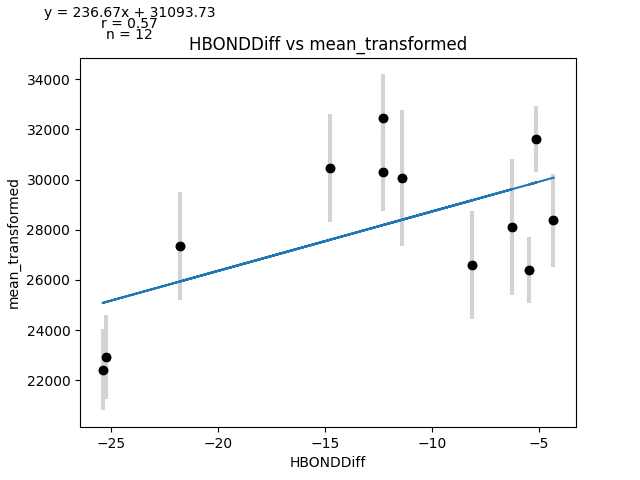 y = 236.67x + 31093.73
r = 0.57
n = 12
HBONDDiff vs mean_transformed
34000
32000
30000
28000
26000
24000
22000
mean_transformed
−25
−20
−15
−10
−5
HBONDDiff